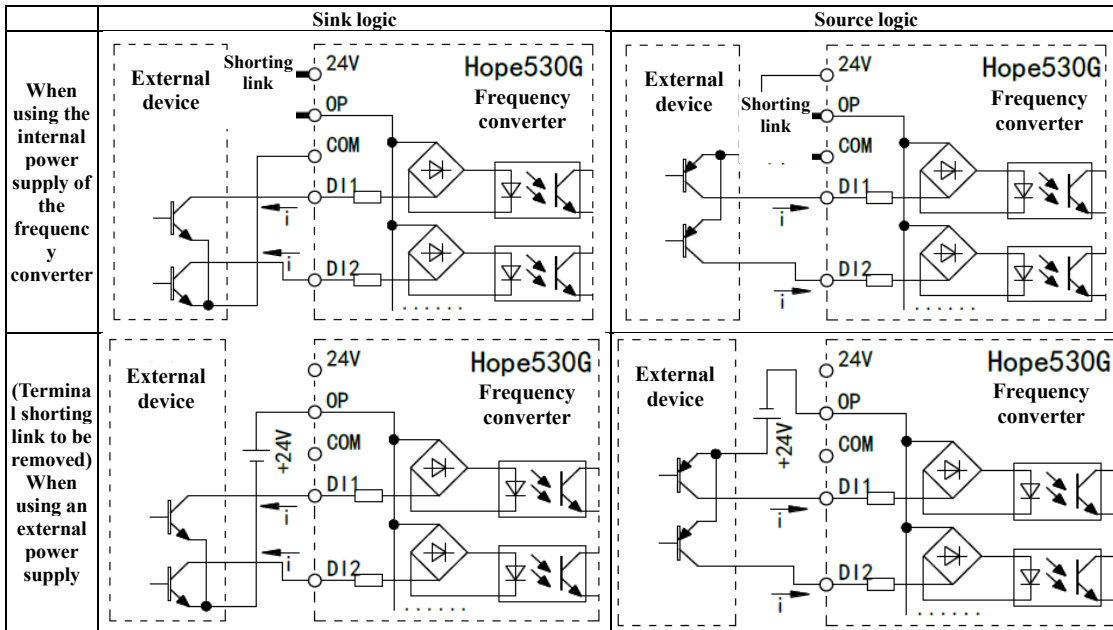 Sink logic
Source logic
When
using the
internal
power
supply of
the
frequenc
y
converter
External
device
Shorting
link
24V
Hope530G
Frequency
converter
OP
COM
DI1
i
i
DI2
......
External
device
Shorting
link
24V
Hope530G
Frequency
converter
OP
COM
DI1
i
DI2
i
......
(Termina
l shorting
link to be
removed)
When
using an
external
power
supply
External
device
24V
Hope530G
Frequency
converter
OP
+24V
COM
DI1
i
i
DI2
......
External
device
24V
Hope530G
Frequency
converter
OP
+24V
COM
DI1
i
DI2
i
......